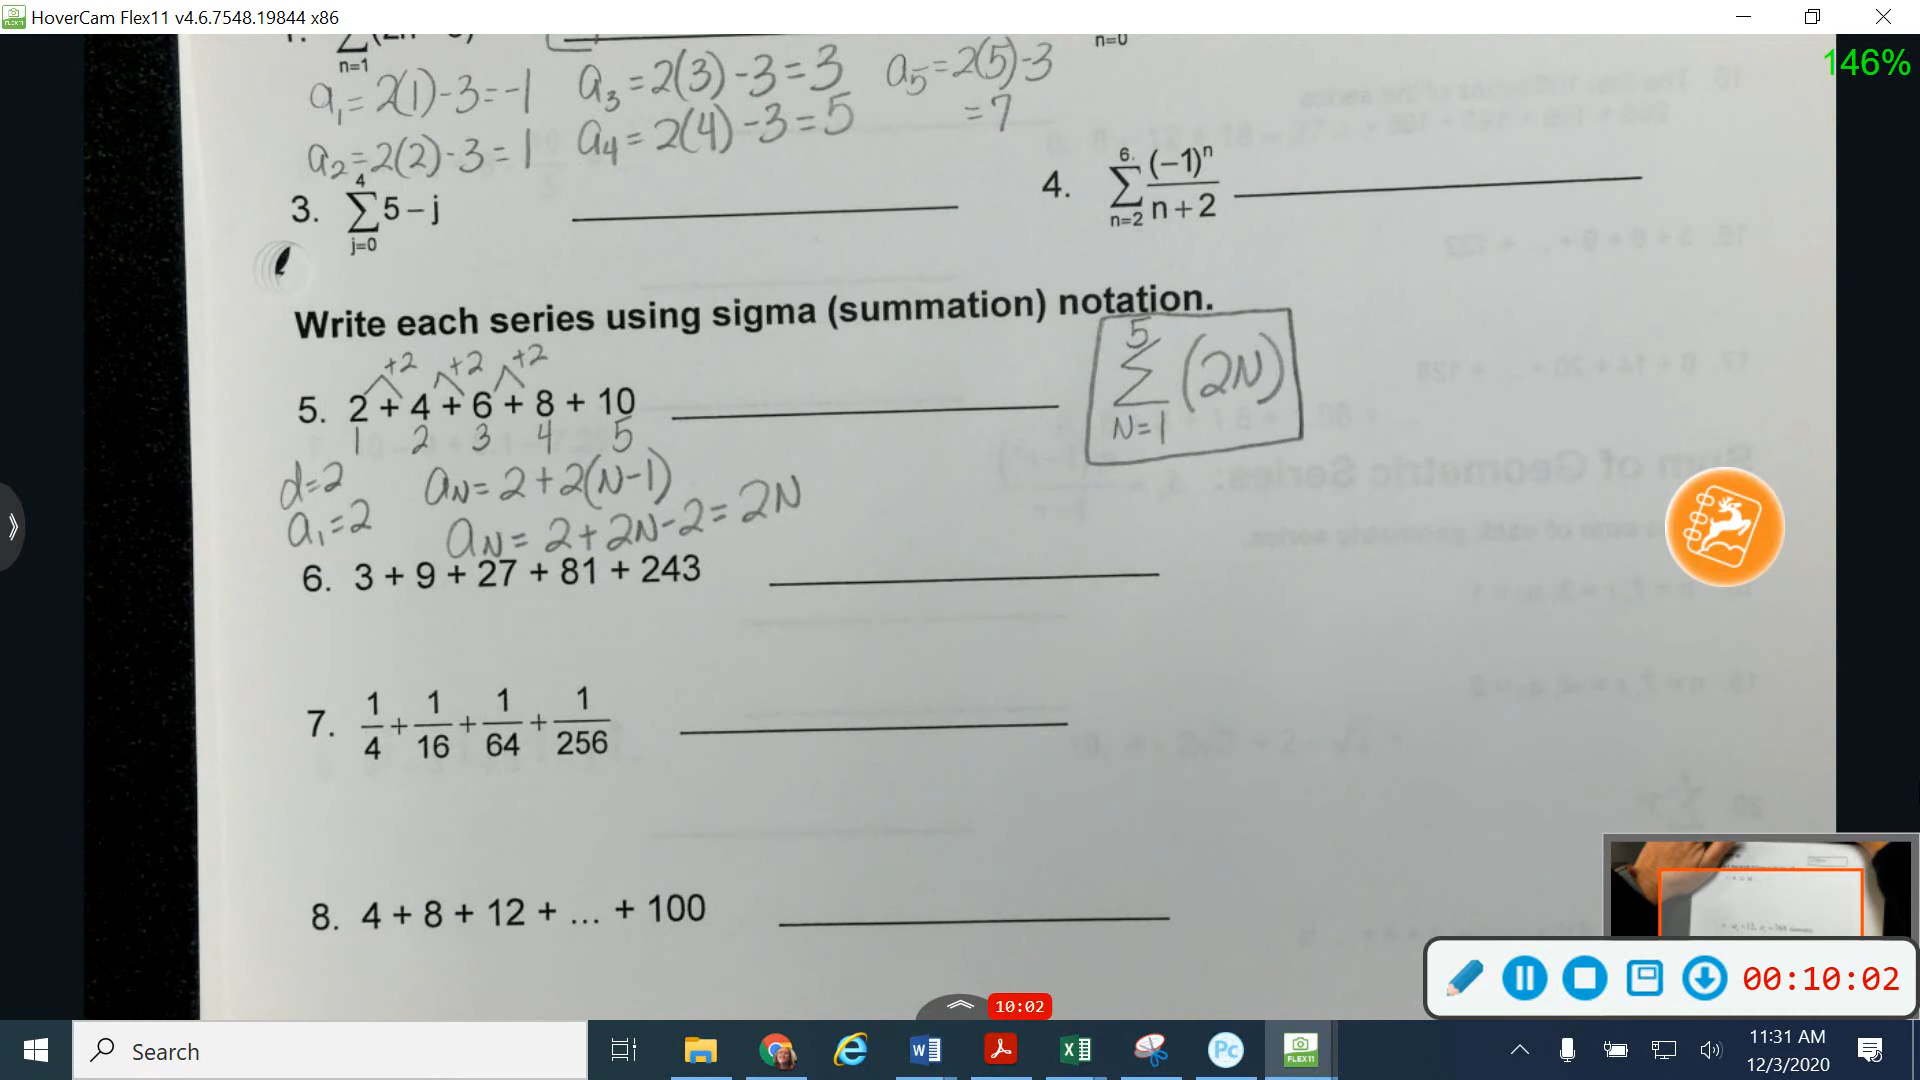 HoverCam Flex11 v4.6.7548.19844 x86
146%
n=1
n=0
a₁ = 2(1) - 3 = -1
a₃ = 2(3) - 3 = 3
a₅ = 2(5) - 3
= 7
a₂ = 2(2) - 3 = 1
a₄ = 2(4) - 3 = 5
3. 4 ∑ 5 – j j=0
4. 6. ∑ (–1)ⁿ / n + 2 n=2
Write each series using sigma (summation) notation.
+2 +2 +2
5. 2 + 4 + 6 + 8 + 10
1 2 3 4 5
5 ∑ (2N) N=1
d=2
a_N = 2 + 2(N-1)
a₁ = 2
a_N = 2 + 2N - 2 = 2N
6. 3 + 9 + 27 + 81 + 243
7. 1/4 + 1/16 + 1/64 + 1/256
8. 4 + 8 + 12 + ... + 100
00:10:02
10:02
Search
FLEX11
11:31 AM
12/3/2020